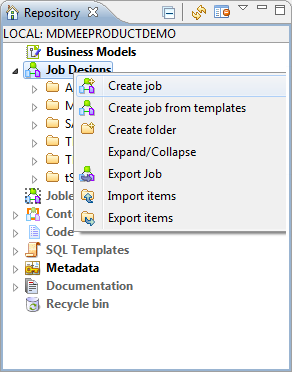 Repository
LOCAL: MDMEEPRODUCTDEMO
Business Models
Job Designs
Create job
Create job from templates
Create folder
Expand/Collapse
Export Job
Import items
Export items
Code
SQL Templates
Metadata
Documentation
Recycle bin